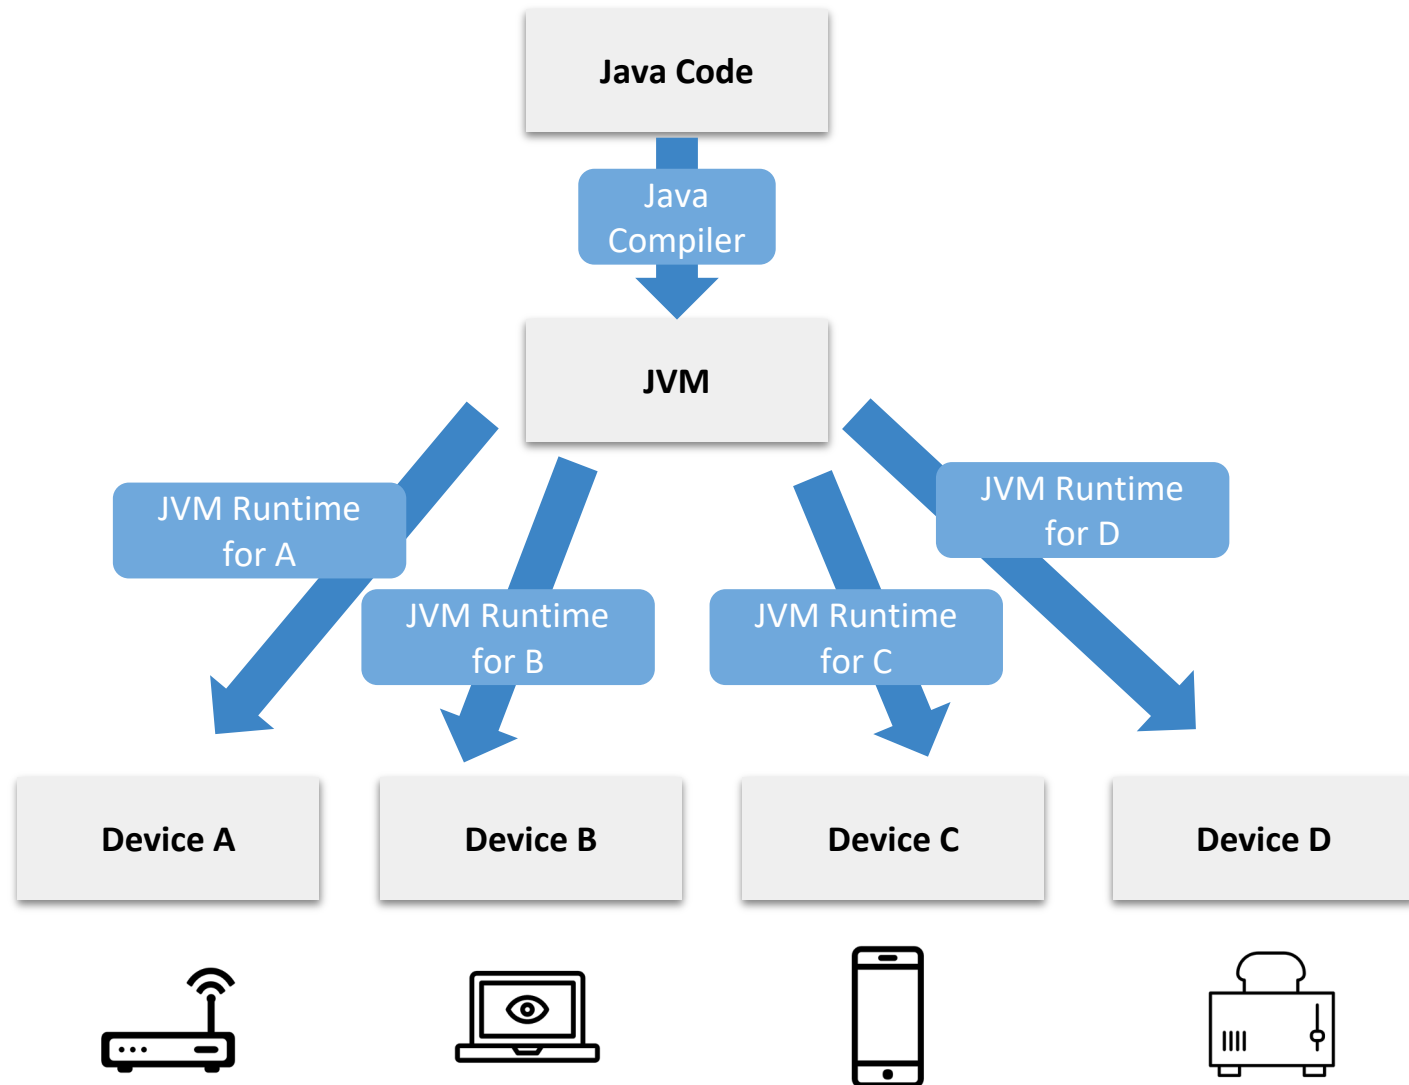 Java Code
Java
Compiler
JVM
JVM Runtime
for A
JVM Runtime
for B
JVM Runtime
for C
JVM Runtime
for D
Device A
Device B
Device C
Device D